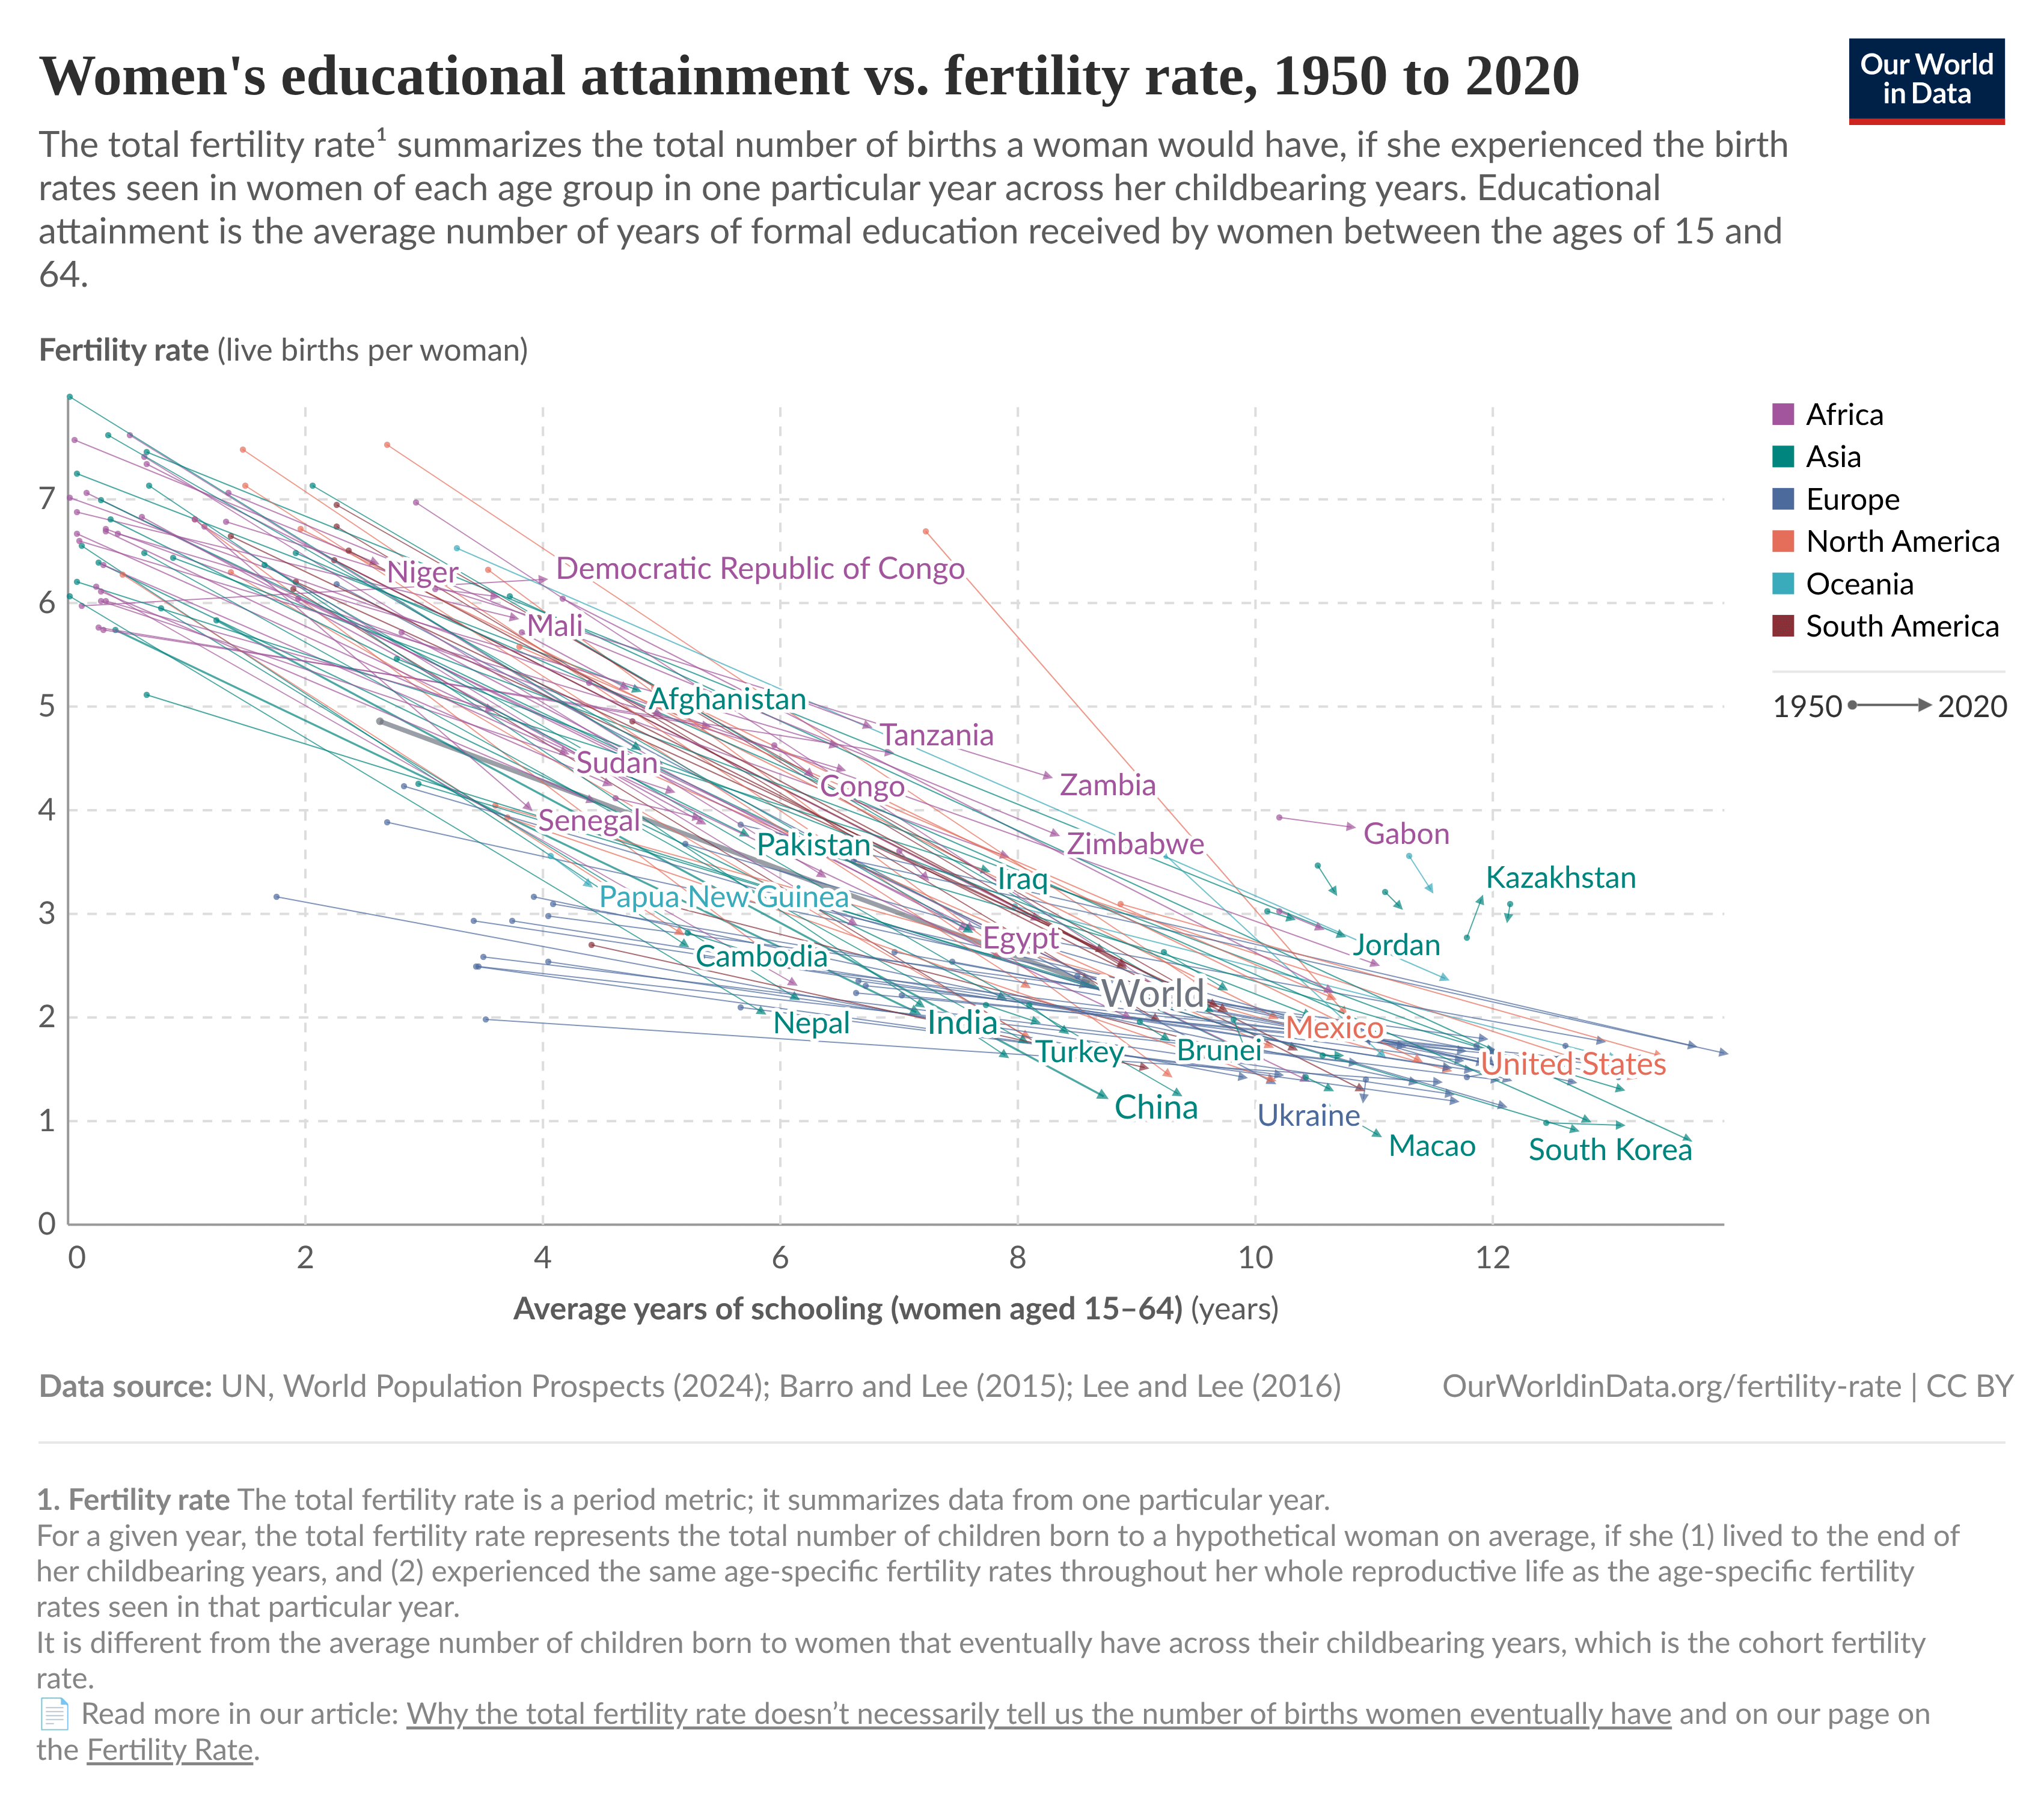 Women's educational attainment vs. fertility rate, 1950 to 2020
Our World
in Data
The total fertility rate¹ summarizes the total number of births a woman would have, if she experienced the birth
rates seen in women of each age group in one particular year across her childbearing years. Educational
attainment is the average number of years of formal education received by women between the ages of 15 and
64.
Fertility rate (live births per woman)
Africa
Asia
Europe
North America
Oceania
South America
1950 2020
7
6
5
4
3
2
1
0
Niger
Democratic Republic of Congo
Mali
Afghanistan
Tanzania
Sudan
Congo
Zambia
Senegal
Pakistan
Zimbabwe
Gabon
Iraq
Kazakhstan
Papua New Guinea
Egypt
Jordan
Cambodia
World
Nepal
India
Mexico
Turkey
Brunei
United States
China
Ukraine
Macao
South Korea
0 2 4 6 8 10 12
Average years of schooling (women aged 15–64) (years)
Data source: UN, World Population Prospects (2024); Barro and Lee (2015); Lee and Lee (2016)
OurWorldinData.org/fertility-rate | CC BY
1. Fertility rate The total fertility rate is a period metric; it summarizes data from one particular year.
For a given year, the total fertility rate represents the total number of children born to a hypothetical woman on average, if she (1) lived to the end of
her childbearing years, and (2) experienced the same age-specific fertility rates throughout her whole reproductive life as the age-specific fertility
rates seen in that particular year.
It is different from the average number of children born to women that eventually have across their childbearing years, which is the cohort fertility
rate.
📄 Read more in our article: Why the total fertility rate doesn’t necessarily tell us the number of births women eventually have and on our page on
the Fertility Rate.